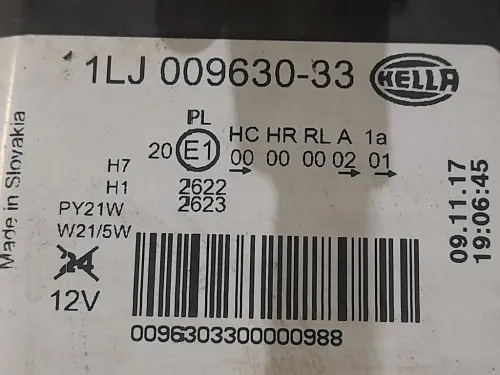 1LJ 009630-33
HELLA
Made in Slovakia
PL
20 E1
HC HR RL A 1a
00 00 00 02 01
H7
H1
PY21W
W21/5W
2622
2623
24
12V
09.11.17
19:06:45
0096303300000988